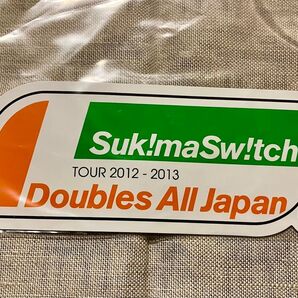 Suk!maSw!tch
TOUR 2012 - 2013
Doubles All Japan